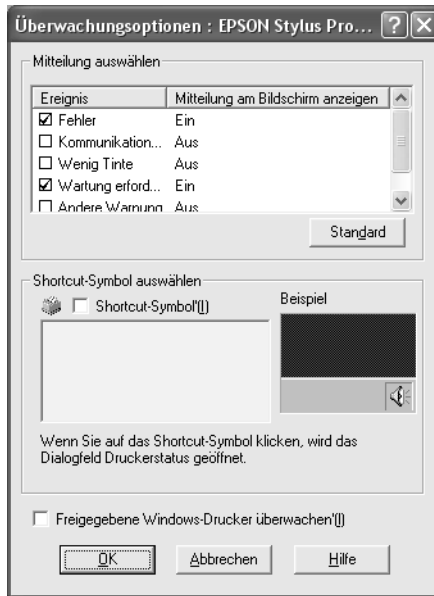 Überwachungsoptionen : EPSON Stylus Pro...
Mitteilung auswählen
Ereignis Mitteilung am Bildschirm anzeigen
Fehler Ein
Kommunikation... Aus
Wenig Tinte Aus
Wartung erford... Ein
Andere Warnung Aus
Standard
Shortcut-Symbol auswählen
Shortcut-Symbol'(J)
Beispiel
Wenn Sie auf das Shortcut-Symbol klicken, wird das
Dialogfeld Druckerstatus geöffnet.
Freigegebene Windows-Drucker überwachen'(J)
OK Abbrechen Hilfe